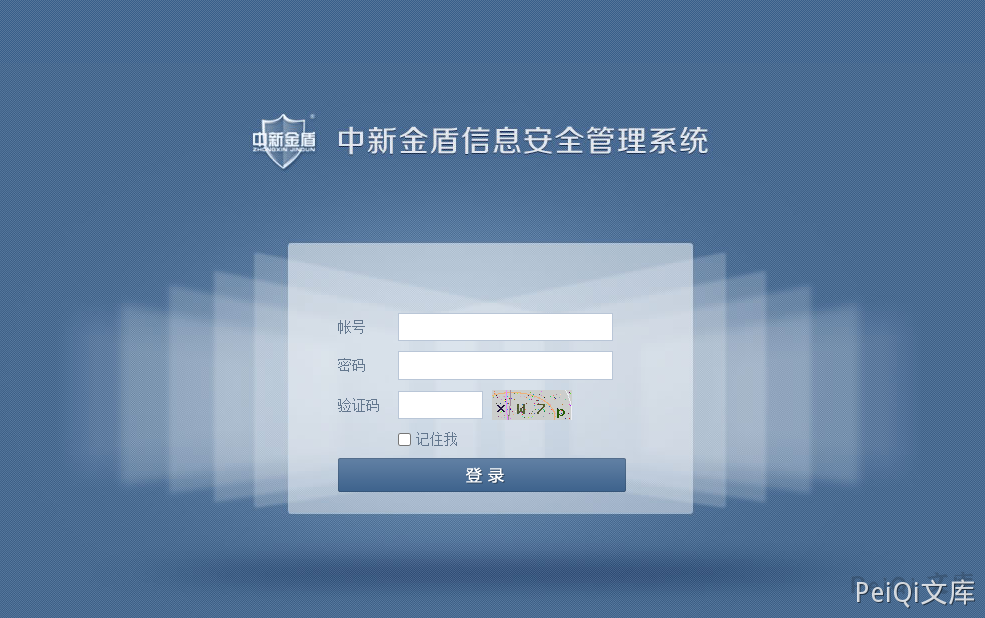 中新金盾
ZHONGXIN JINDUN
®
中新金盾信息安全管理系统
帐号
密码
验证码
xW7p
记住我
登录
PeiQi文库